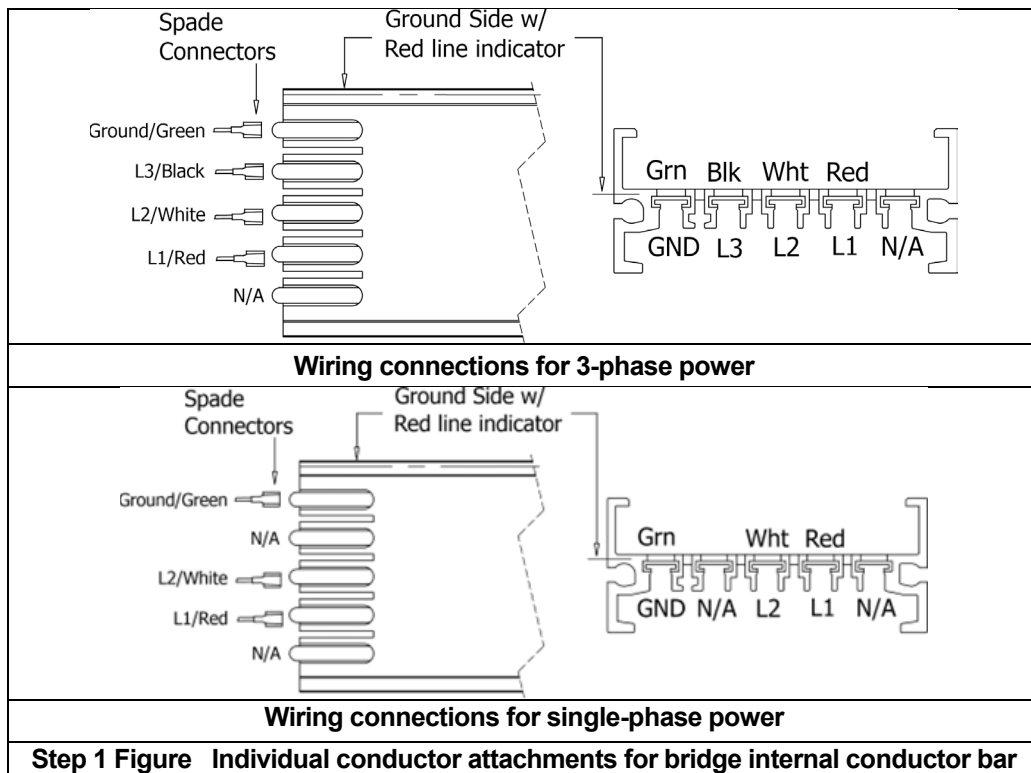 Spade
Connectors
Ground Side w/
Red line indicator
Ground/Green
L3/Black
L2/White
L1/Red
N/A
Grn Blk Wht Red
GND L3 L2 L1 N/A
Wiring connections for 3-phase power
Spade
Connectors
Ground Side w/
Red line indicator
Ground/Green
N/A
L2/White
L1/Red
N/A
Grn Wht Red
GND N/A L2 L1 N/A
Wiring connections for single-phase power
Step 1 Figure Individual conductor attachments for bridge internal conductor bar